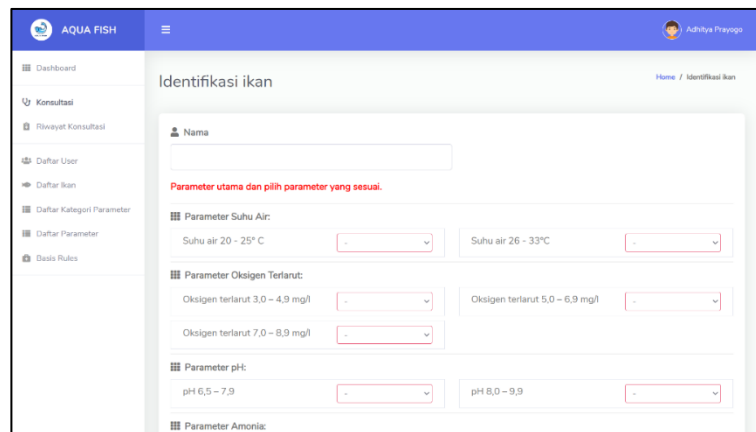 AQUA FISH
Adhitya Prayogo
Dashboard
Konsultasi
Riwayat Konsultasi
Daftar User
Daftar Ikan
Daftar Kategori Parameter
Daftar Parameter
Basis Rules
Identifikasi ikan
Home / Identifikasi ikan
Nama
Parameter utama dan pilih parameter yang sesuai.
Parameter Suhu Air:
Suhu air 20 - 25° C - Suhu air 26 - 33°C -
Parameter Oksigen Terlarut:
Oksigen terlarut 3,0 – 4,9 mg/l - Oksigen terlarut 5,0 – 6,9 mg/l -
Oksigen terlarut 7,0 – 8,9 mg/l -
Parameter pH:
pH 6,5 – 7,9 - pH 8,0 – 9,9 -
Parameter Amonia: